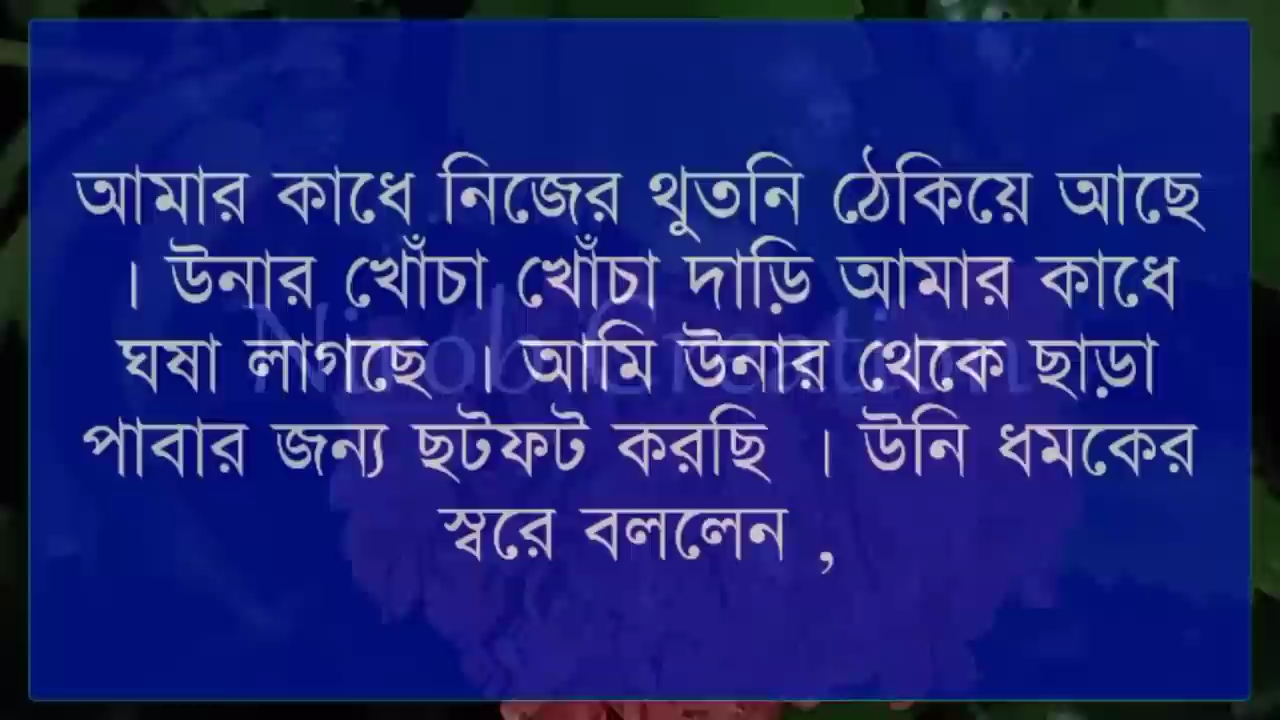 আমার কাধে নিজের থুতনি ঠেকিয়ে আছে
। উনার খোঁচা খোঁচা দাড়ি আমার কাধে
ঘষা লাগছে । আমি উনার থেকে ছাড়া
পাবার জন্য ছটফট করছি । উনি ধমকের
স্বরে বললেন ,